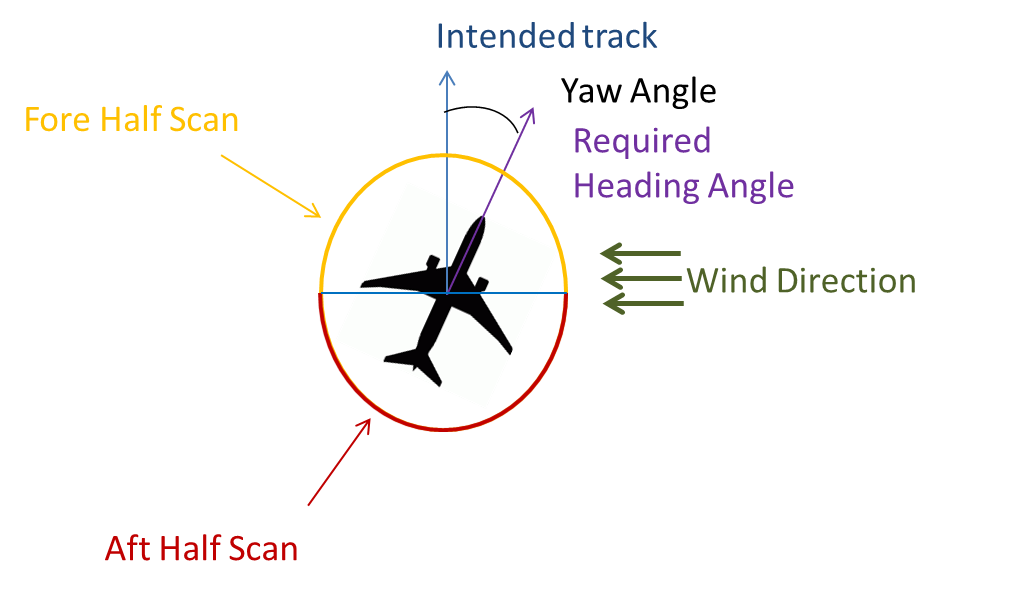 Intended track
Yaw Angle
Fore Half Scan
Required
Heading Angle
Wind Direction
Aft Half Scan